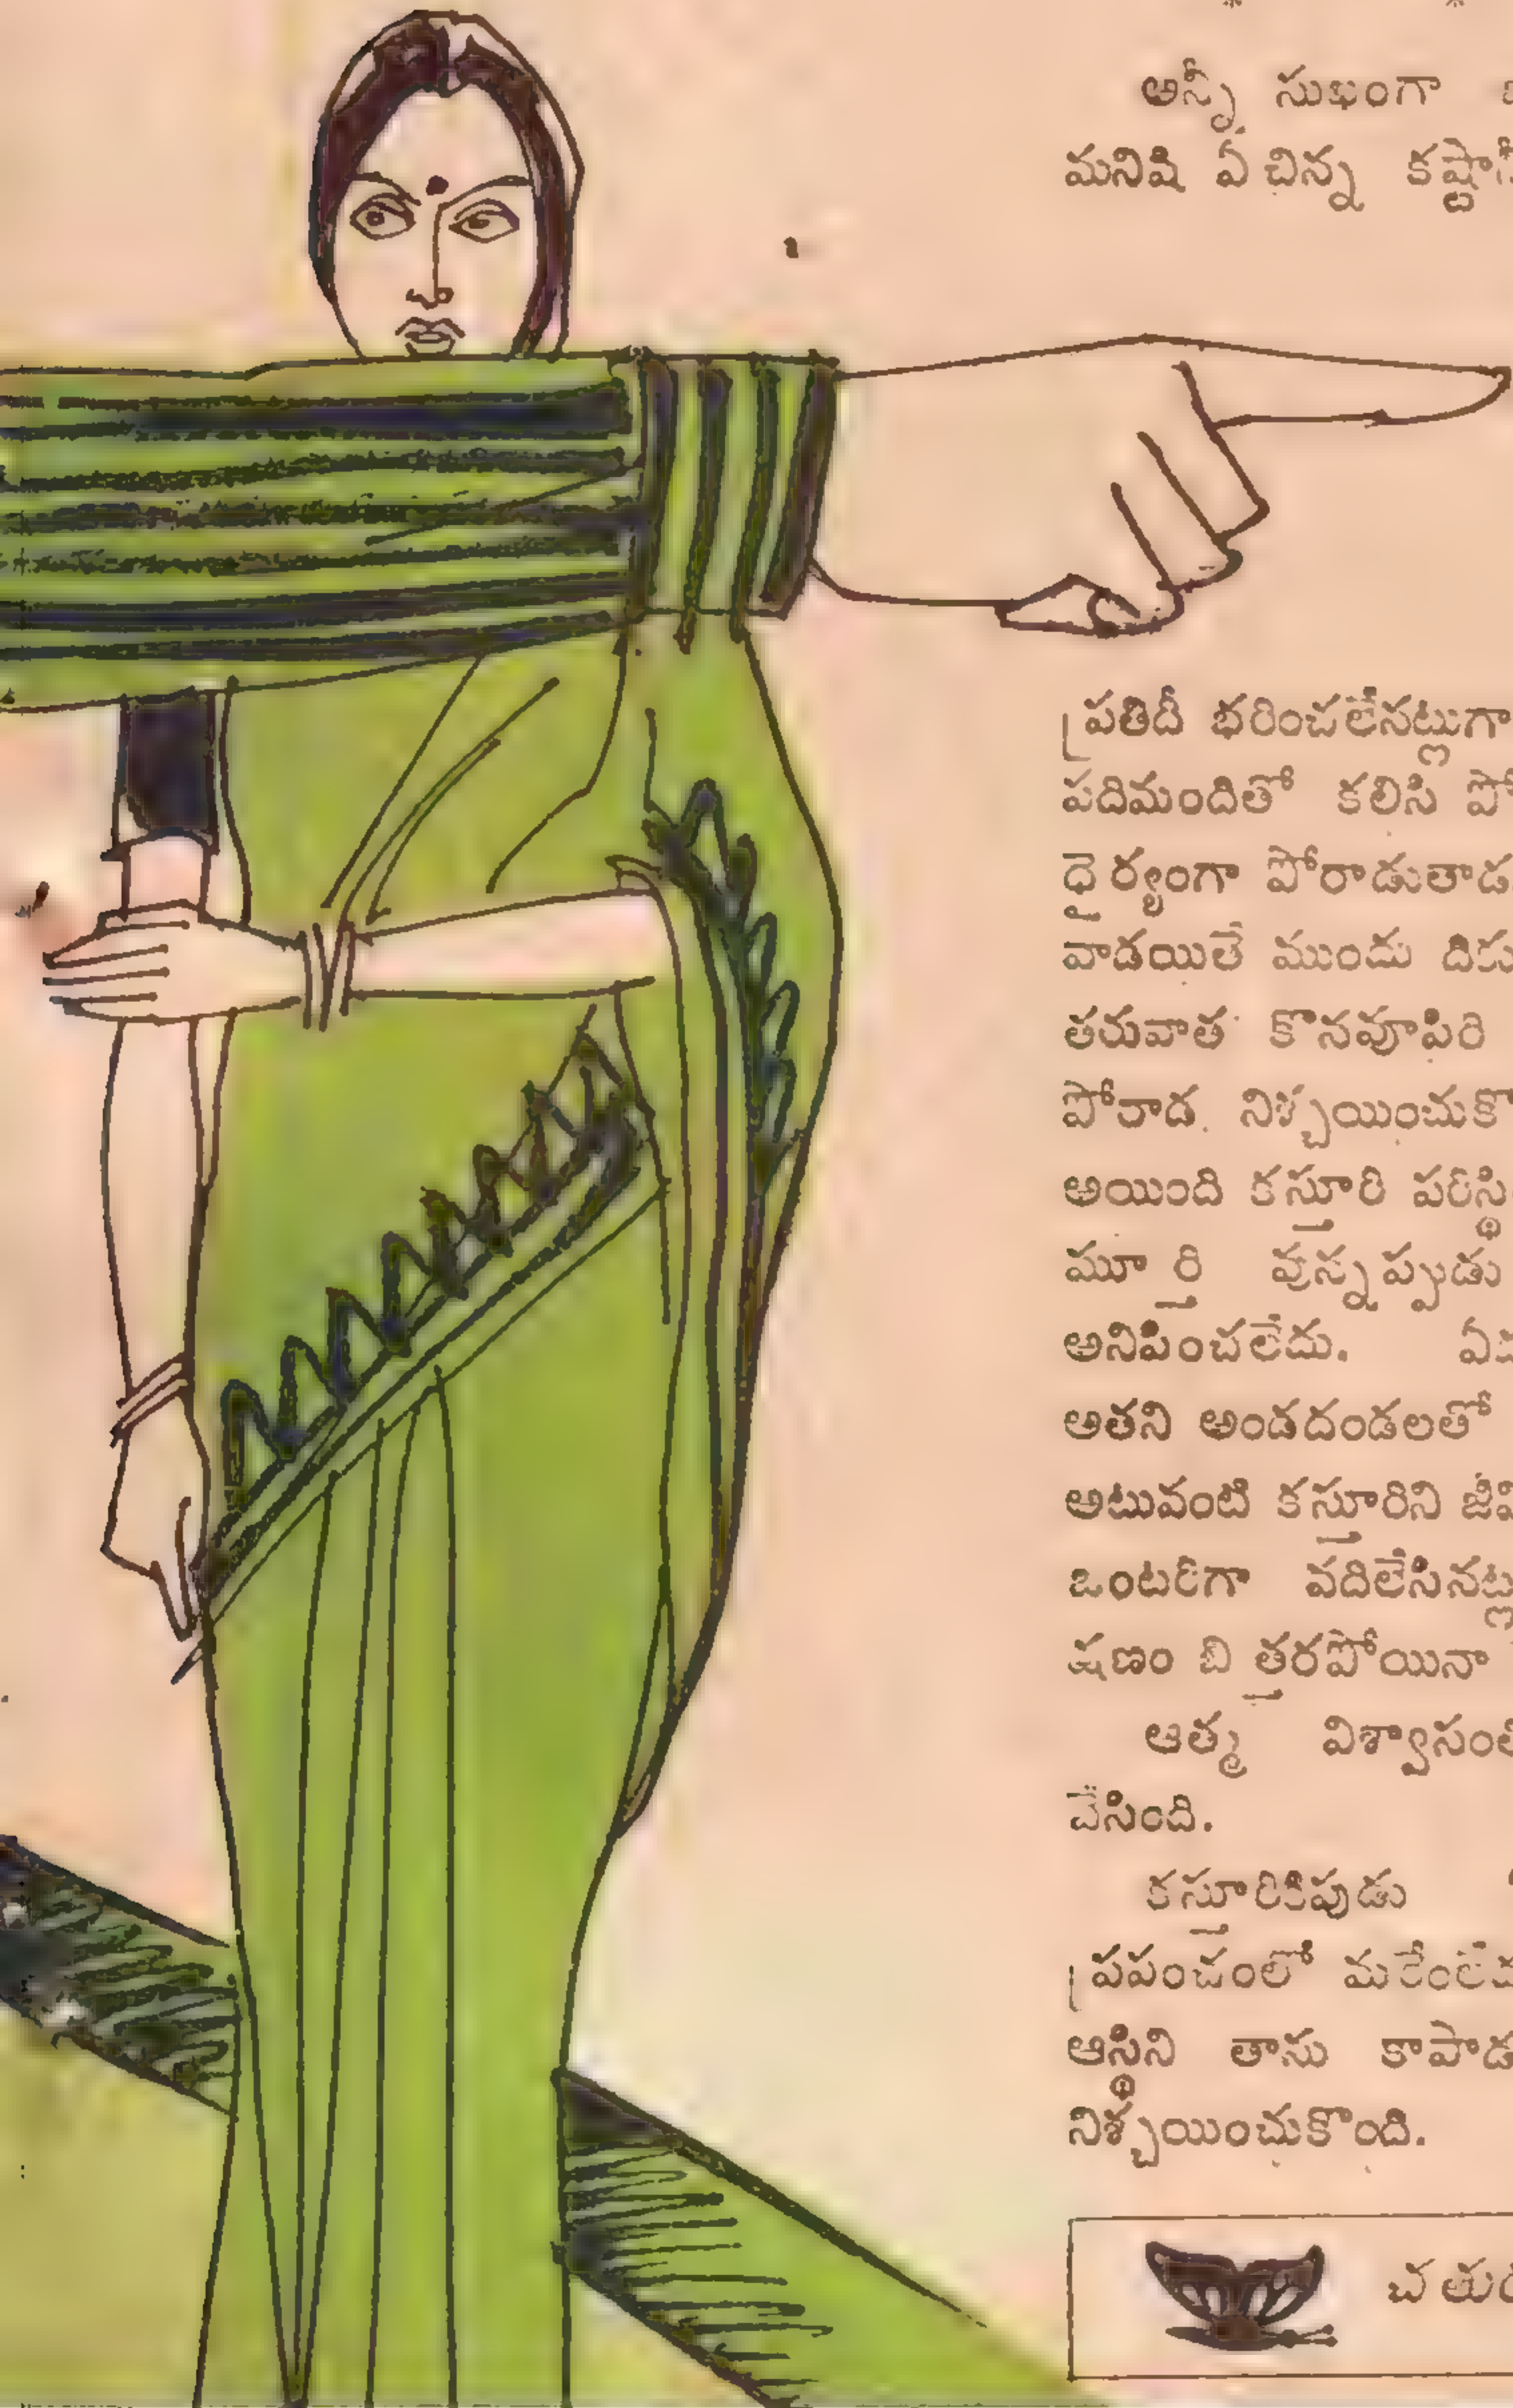 అన్నీ సుఖంగా
మనిషి ఏ చిన్న
ప్రతిదీ భరించలేనట్లుగా
పదిమందితో కలిసి
ధైర్యంగా పోరాడుతాడ
వాడయితే ముందు
తరువాత కొనవూపిరి
పోరాడ నిశ్చయించుకొ
అయింది కస్తూరి పరిస్థి
మూర్తి వున్నప్పుడు
అనిపించలేదు.
అతని అండదండలతో
అటువంటి కస్తూరిని
ఒంటరిగా వదిలేసినట్ల
క్షణం బిత్తరపోయినా
ఆత్మ విశ్వాసంత
చేసింది.
కస్తూరికిపుడు
ప్రపంచంలో మరేంలేదు
ఆస్థిని తాను కాపాడ
నిశ్చయించుకొంది.
చతుర